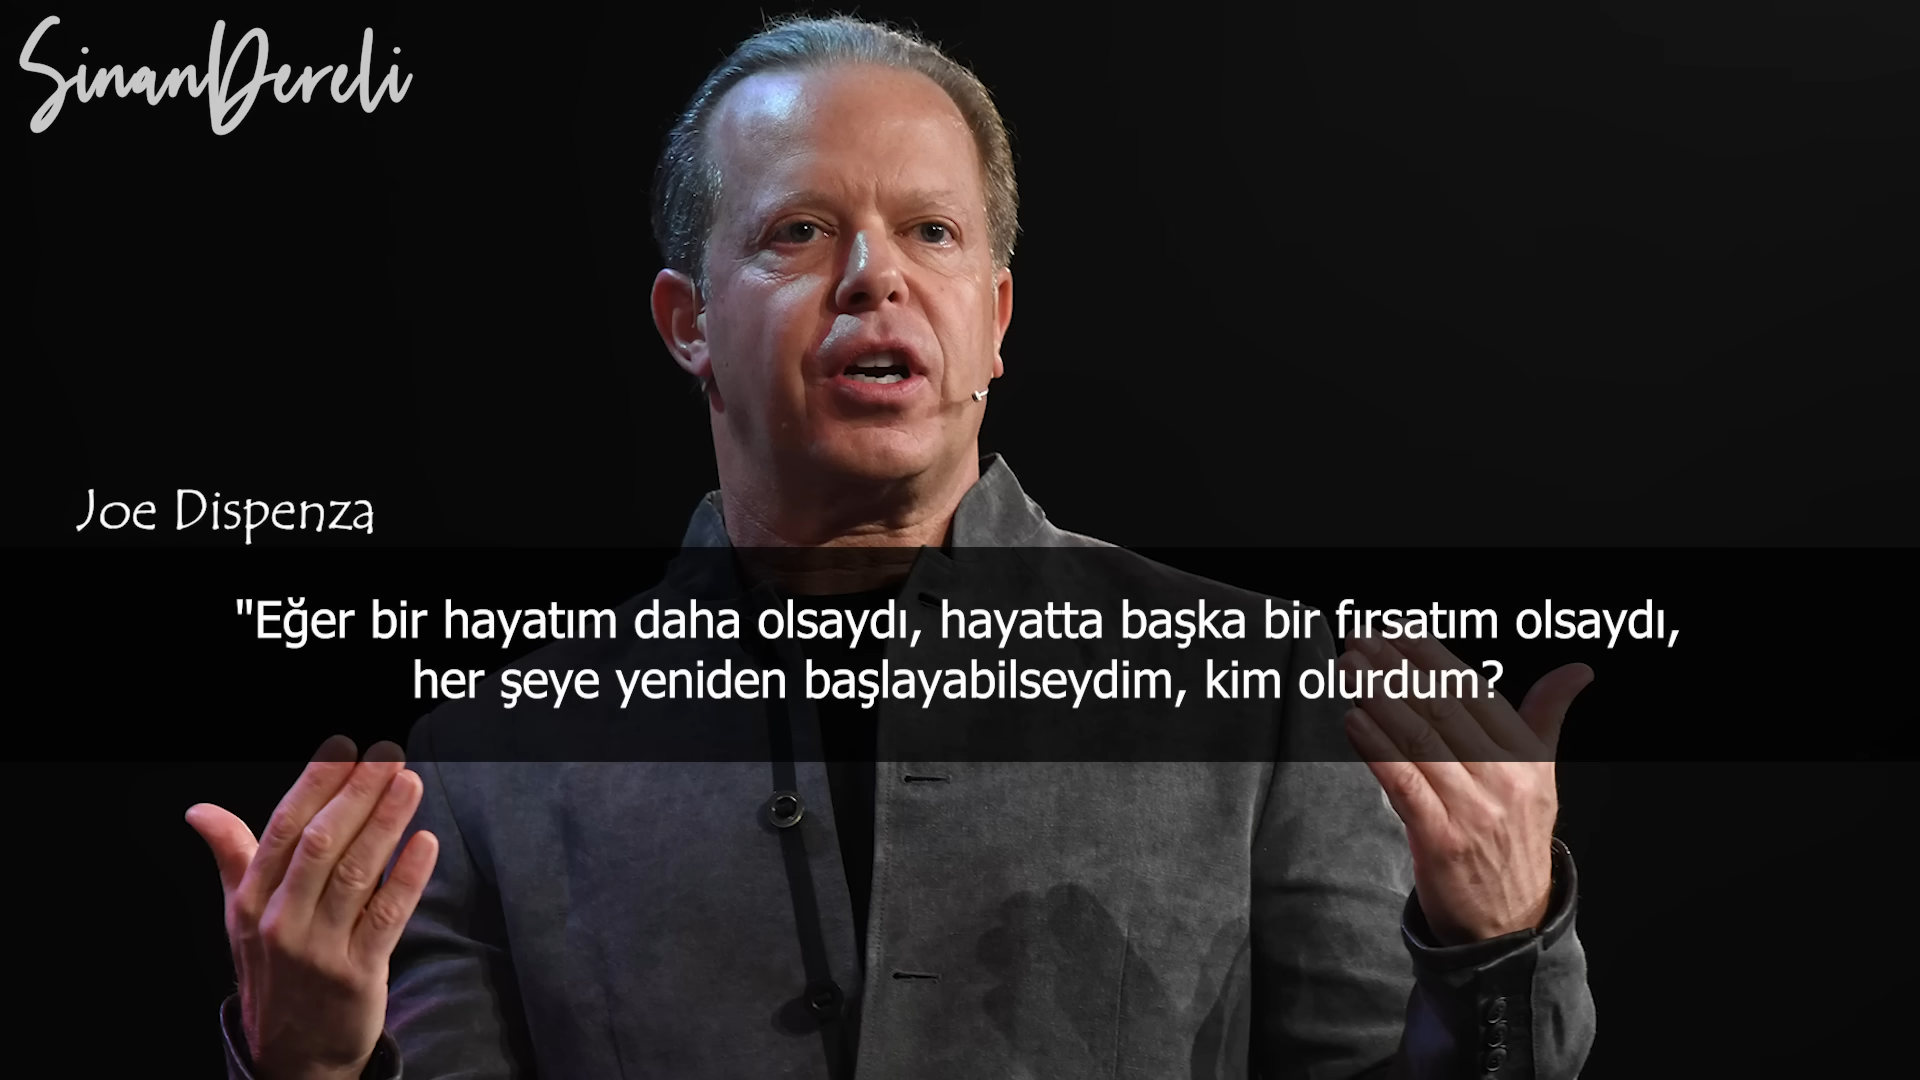 SinanDereli
Joe Dispenza
"Eğer bir hayatım daha olsaydı, hayatta başka bir fırsatım olsaydı,
her şeye yeniden başlayabilseydim, kim olurdum?